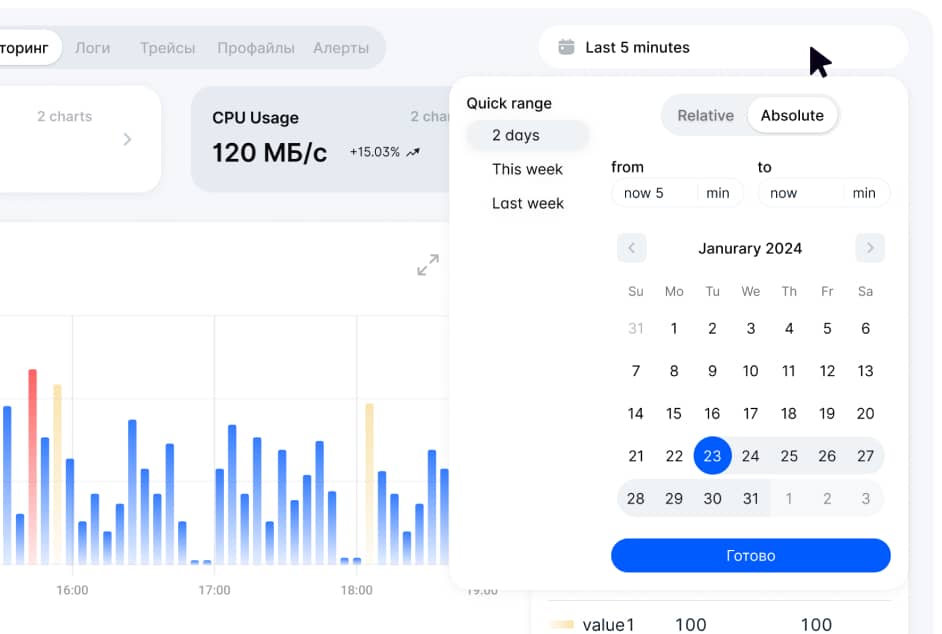 торинг Логи Трейсы Профайлы Алерты
Last 5 minutes
2 charts
CPU Usage 2 cha
120 МБ/с +15.03%
Quick range
2 days
This week
Last week
Relative Absolute
from to
now 5 min now min
Janurary 2024
Su Mo Tu We Th Fr Sa
31 1 2 3 4 5 6
7 8 9 10 11 12 13
14 15 16 17 18 19 20
21 22 23 24 25 26 27
28 29 30 31 1 2 3
Готово
16:00 17:00 18:00 19:00
value1 100 100